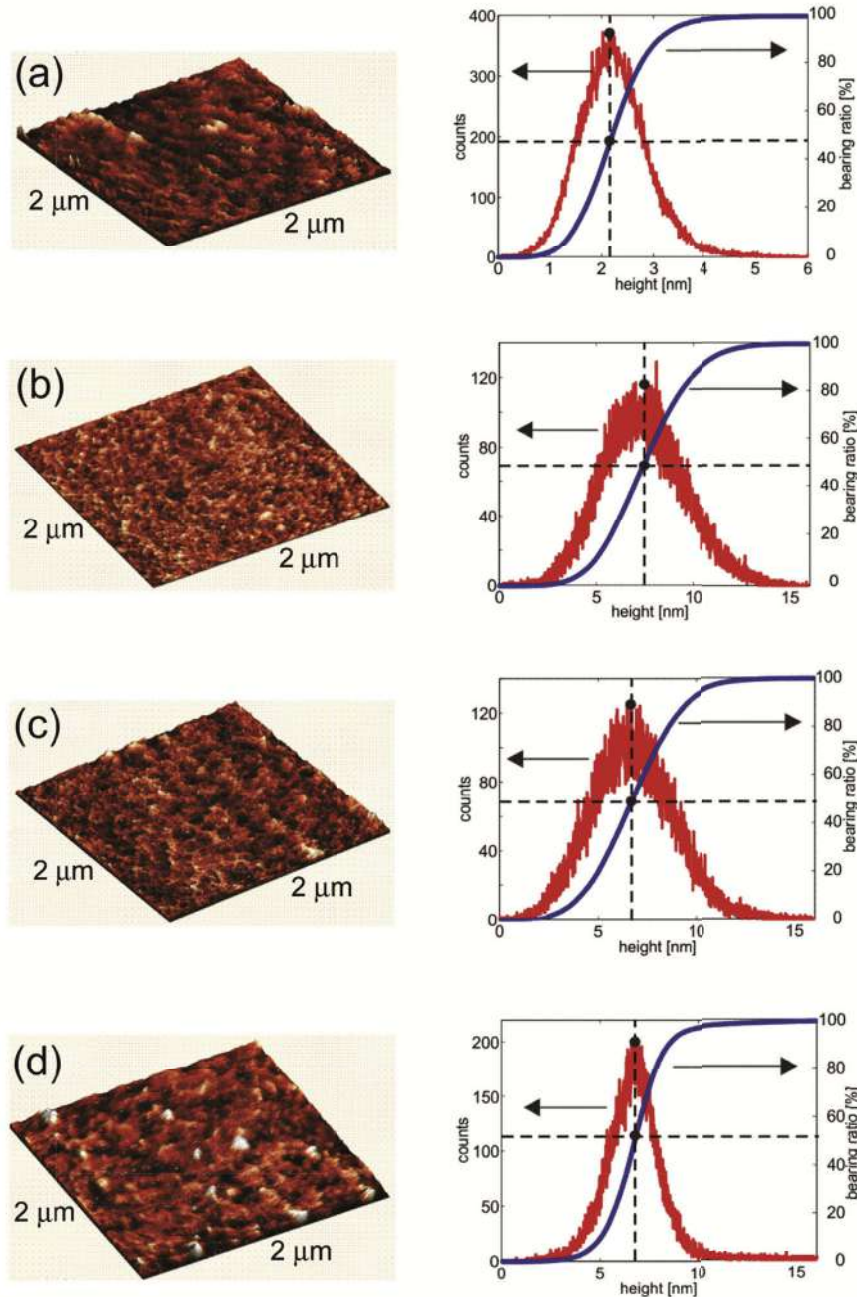 (a)
2 μm
2 μm
400
300
200
100
0
counts
0 1 2 3 4 5 6
height [nm]
100
80
60
40
20
0
bearing ratio [%]
(b)
2 μm
2 μm
120
80
40
0
counts
0 5 10 15
height [nm]
100
80
60
40
20
0
bearing ratio [%]
(c)
2 μm
2 μm
120
80
40
0
counts
0 5 10 15
height [nm]
100
80
60
40
20
0
bearing ratio [%]
(d)
2 μm
2 μm
200
150
100
50
0
counts
0 5 10 15
height [nm]
100
80
60
40
20
0
bearing ratio [%]